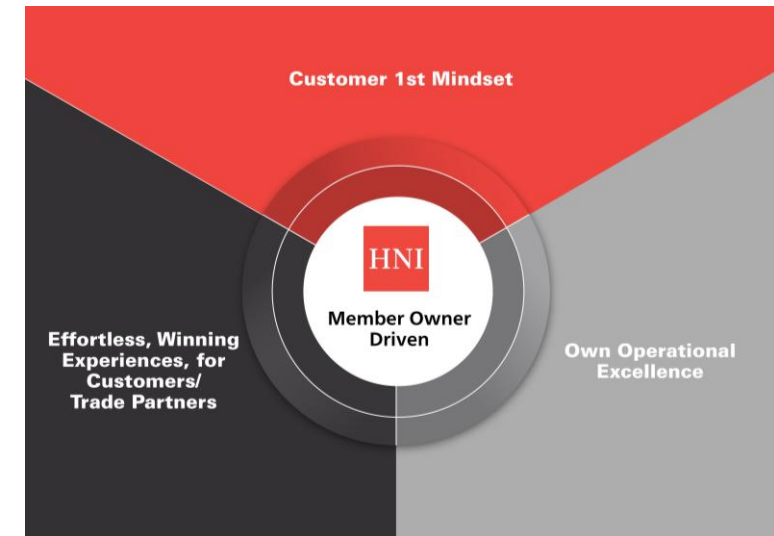 Customer 1st Mindset
HNI
Member Owner
Driven
Effortless, Winning
Experiences, for
Customers/
Trade Partners
Own Operational
Excellence